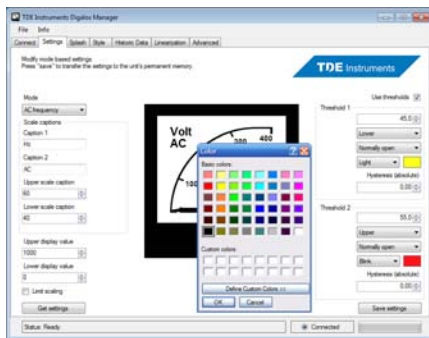 TDE Instruments Digalox Manager
File Info
Connect Settings Splash Style Historic Data Linearization Advanced
Modify mode based settings.
Press "save" to transfer the settings to the unit's permanent memory.
TDE Instruments
Mode
AC frequency
Scale captions
Caption 1
Hz
Caption 2
AC
Upper scale caption
60
Lower scale caption
40
Upper display value
1000
Lower display value
0
Limit scaling
Get settings
Volt
AC
100
300
400
Color
Basic colors:
Custom colors:
Define Custom Colors >>
OK
Cancel
Use thresholds
Threshold 1
45.0
Lower
Normally open
Light
Hysteresis (absolute)
0.00
Threshold 2
55.0
Upper
Normally open
Blink
Hysteresis (absolute)
0.00
Save settings
Status: Ready
Connected